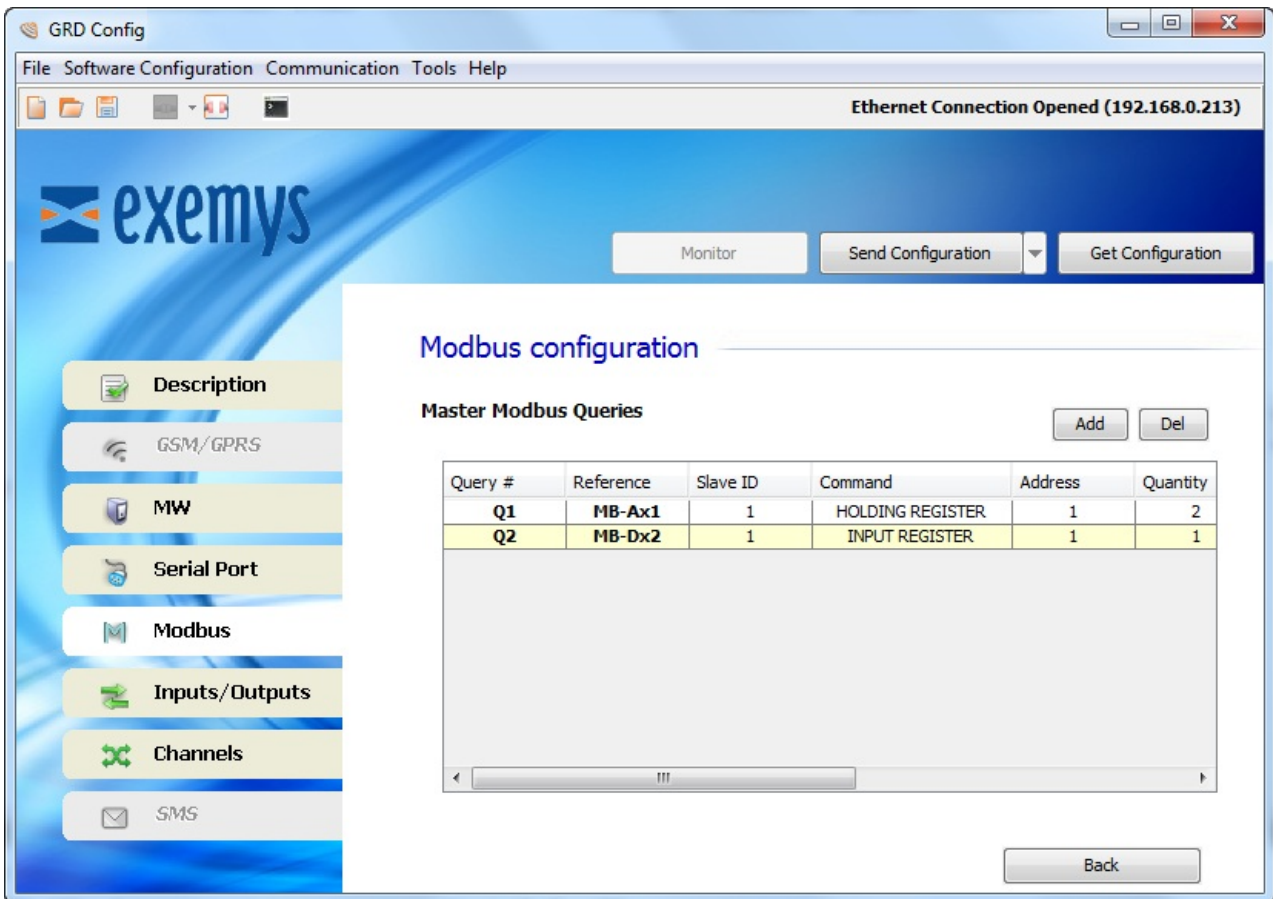 GRD Config
File Software Configuration Communication Tools Help
Ethernet Connection Opened (192.168.0.213)
exemys
Monitor Send Configuration Get Configuration
Modbus configuration
Description
Master Modbus Queries
Add Del
GSM/GPRS
Query # Reference Slave ID Command Address Quantity
MW
Q1 MB-Ax1 1 HOLDING REGISTER 1 2
Q2 MB-Dx2 1 INPUT REGISTER 1 1
Serial Port
Modbus
Inputs/Outputs
Channels
SMS
Back